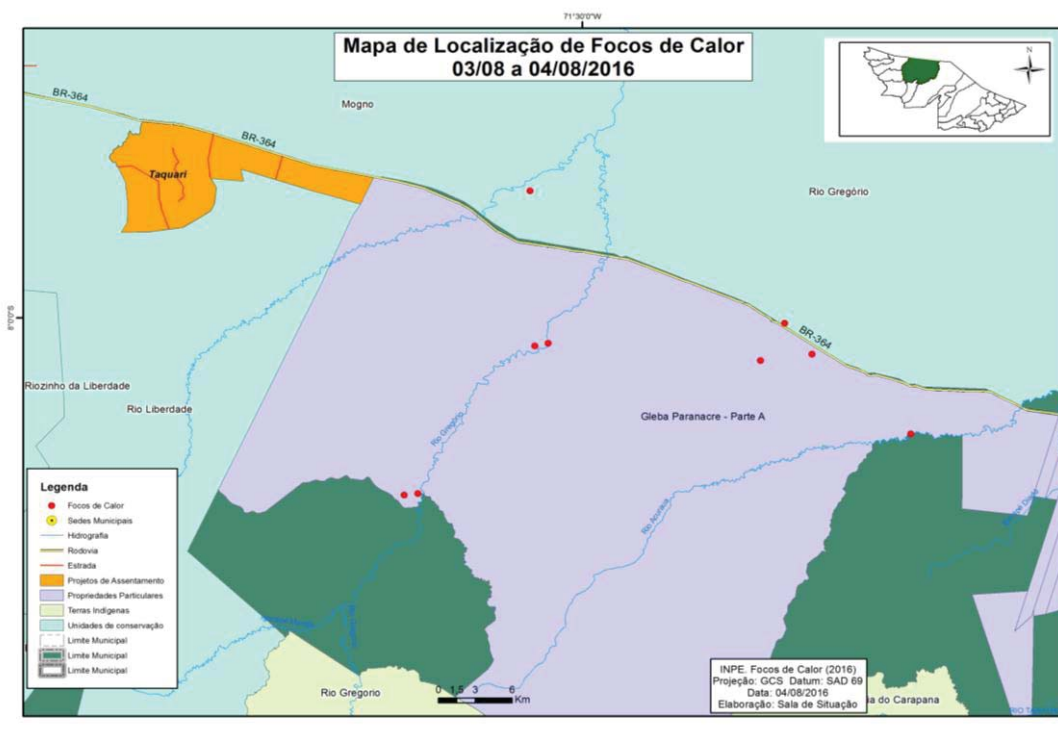 71°30'0"W
Mapa de Localização de Focos de Calor
03/08 a 04/08/2016
N
BR-364
Mogno
BR-364
Taquari
Rio Gregório
8°0'0"S
BR-364
Riozinho da Liberdade
Rio Liberdade
Gleba Paranacre - Parte A
Rio Gregório
Legenda
Focos de Calor
Sedes Municipais
Hidrografia
Rodovia
Estrada
Projetos de Assentamento
Propriedades Particulares
Terras Indígenas
Unidades de conservação
Limite Municipal
Limite Municipal
Limite Municipal
Rio Gregorio
0 1,5 3 6
Km
INPE. Focos de Calor (2016)
Projeção: GCS Datum: SAD 69
Data: 04/08/2016
Elaboração: Sala de Situação
ia do Carapana